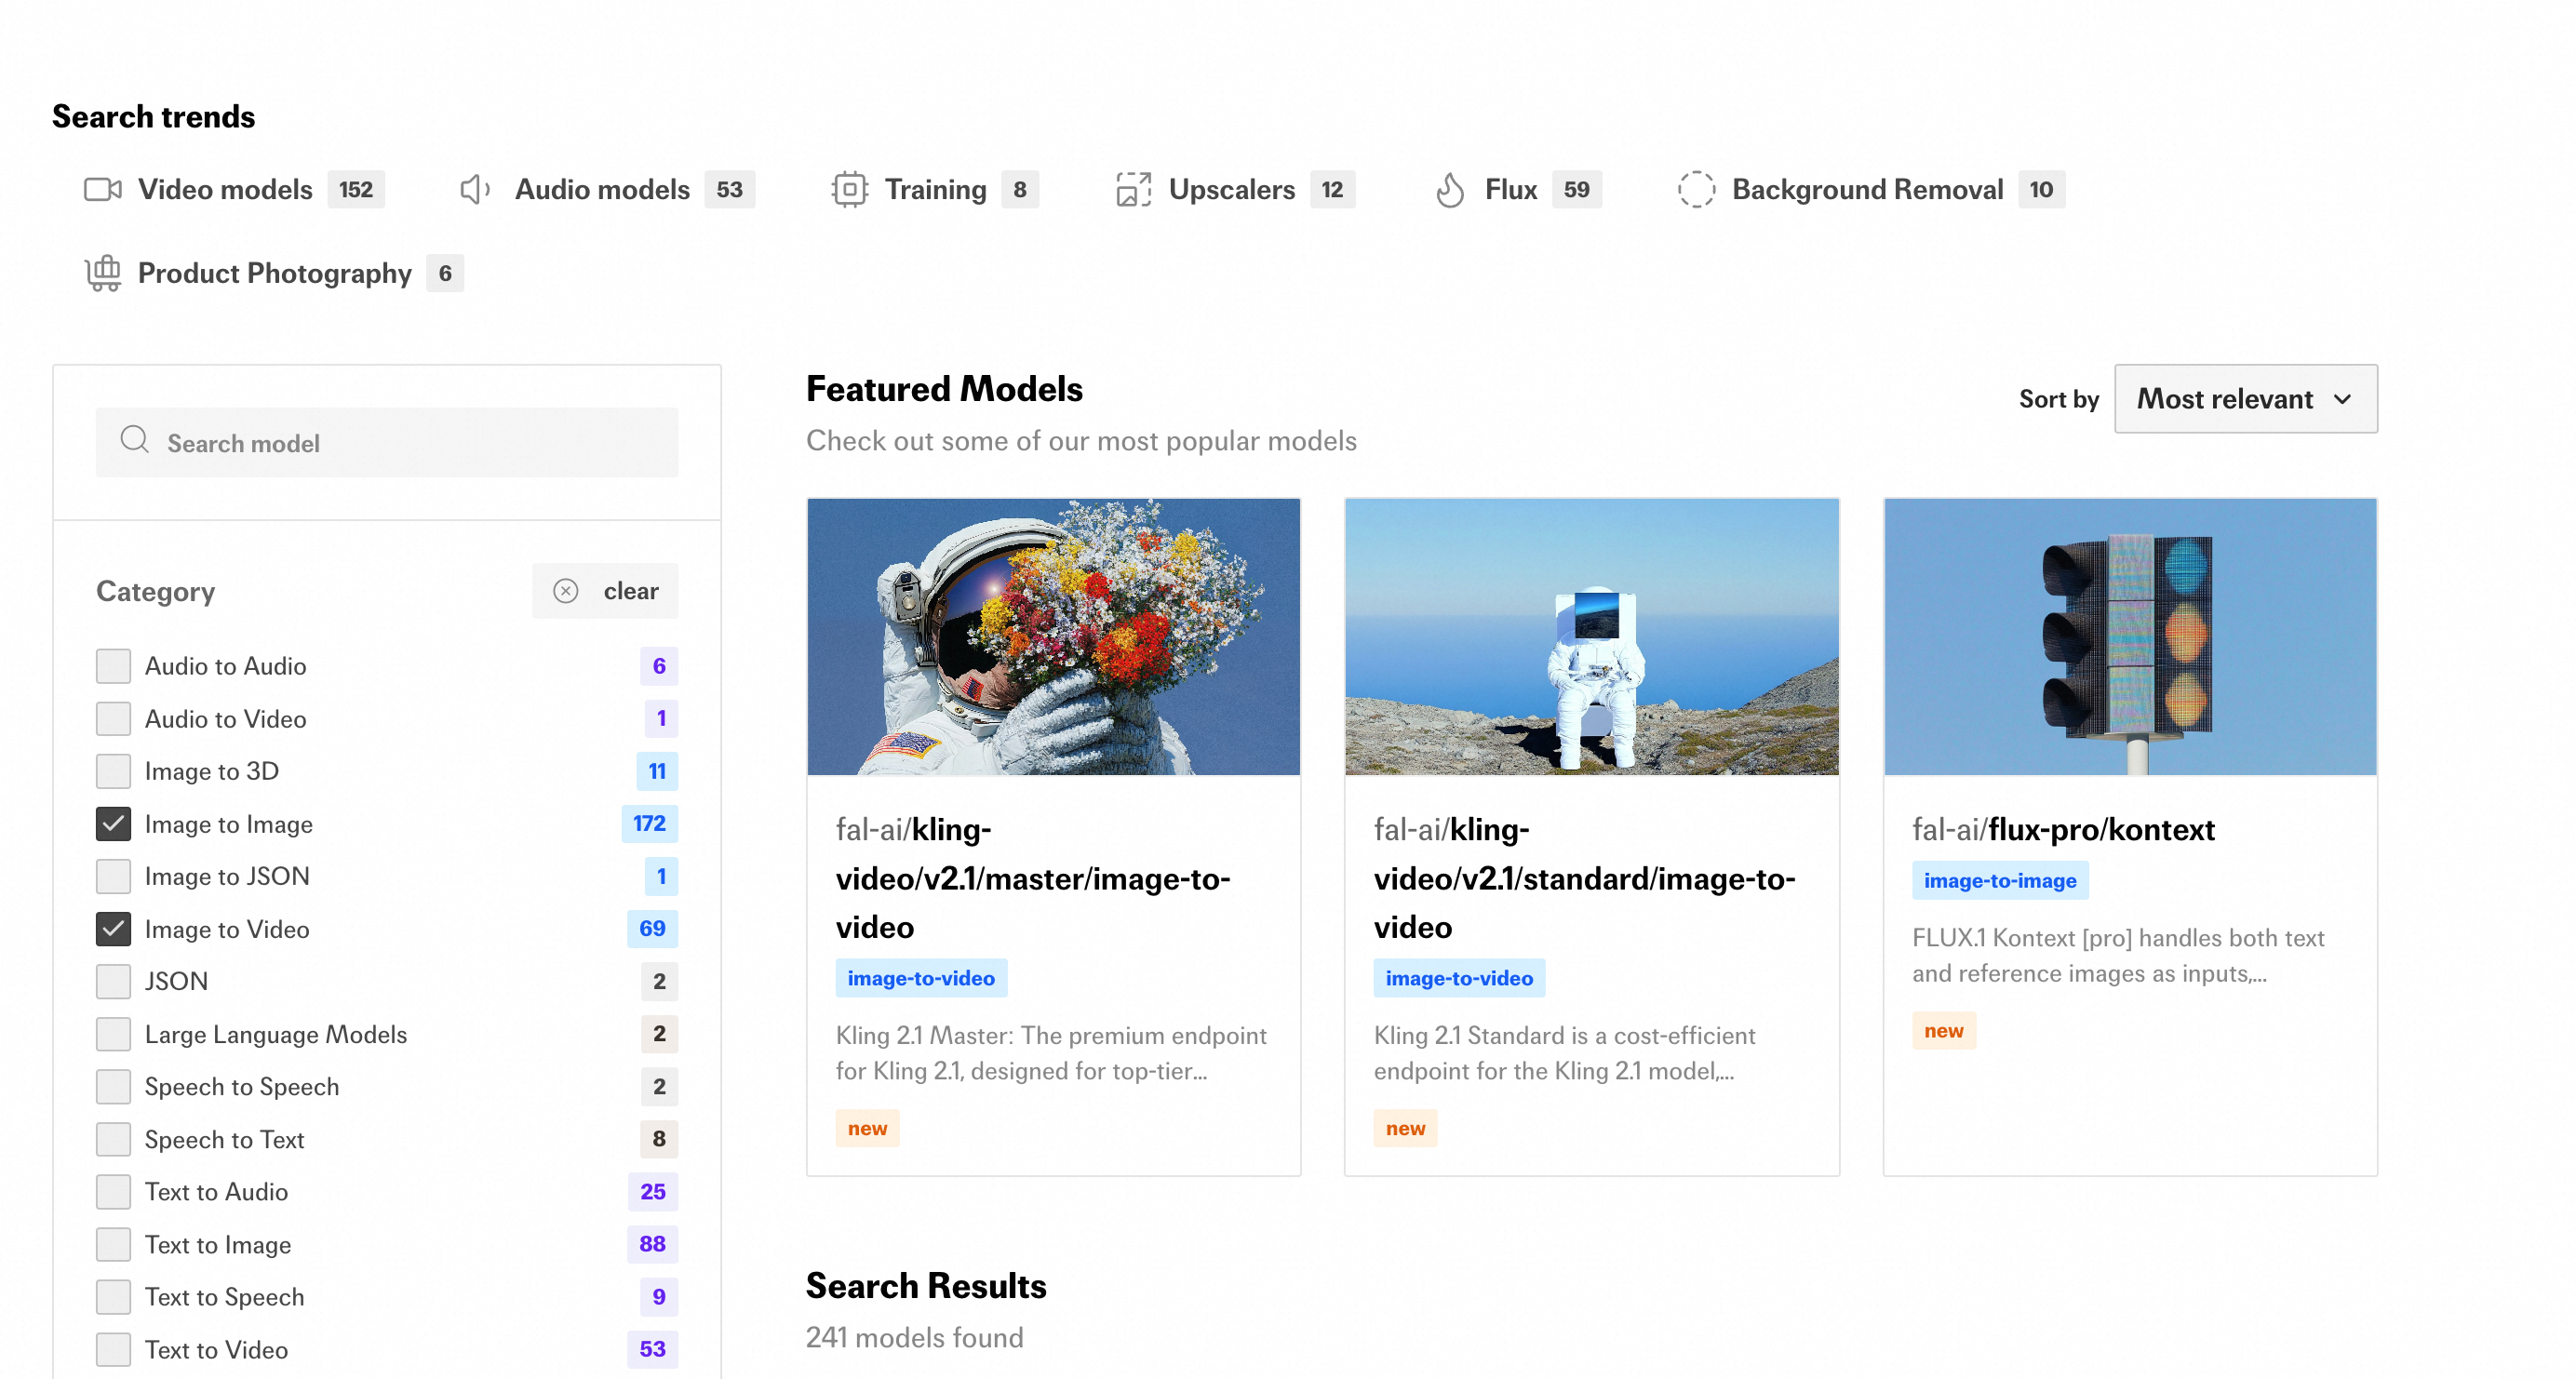 Search trends
Video models 152 Audio models 53 Training 8 Upscalers 12 Flux 59 Background Removal 10
Product Photography 6
Search model
Category clear
Audio to Audio 6
Audio to Video 1
Image to 3D 11
Image to Image 172
Image to JSON 1
Image to Video 69
JSON 2
Large Language Models 2
Speech to Speech 2
Speech to Text 8
Text to Audio 25
Text to Image 88
Text to Speech 9
Text to Video 53
Featured Models
Check out some of our most popular models
Sort by Most relevant
fal-ai/kling-
video/v2.1/master/image-to-
video
image-to-video
Kling 2.1 Master: The premium endpoint
for Kling 2.1, designed for top-tier...
new
fal-ai/kling-
video/v2.1/standard/image-to-
video
image-to-video
Kling 2.1 Standard is a cost-efficient
endpoint for the Kling 2.1 model,...
new
fal-ai/flux-pro/kontext
image-to-image
FLUX.1 Kontext [pro] handles both text
and reference images as inputs,...
new
Search Results
241 models found